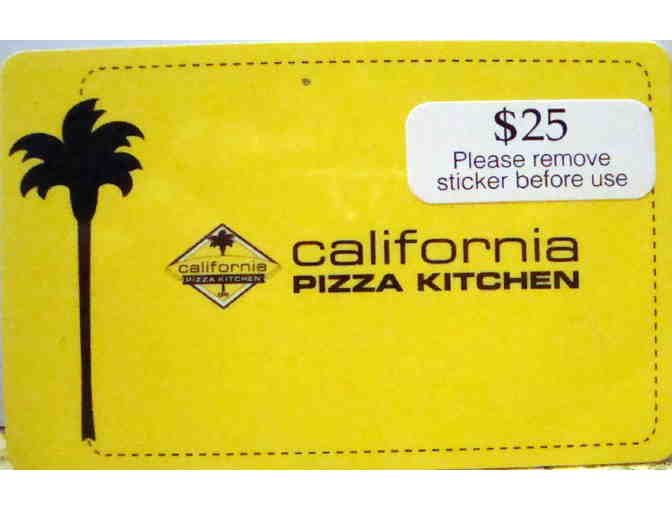 $25
Please remove
sticker before use
california
PIZZA KITCHEN
california
PIZZA KITCHEN